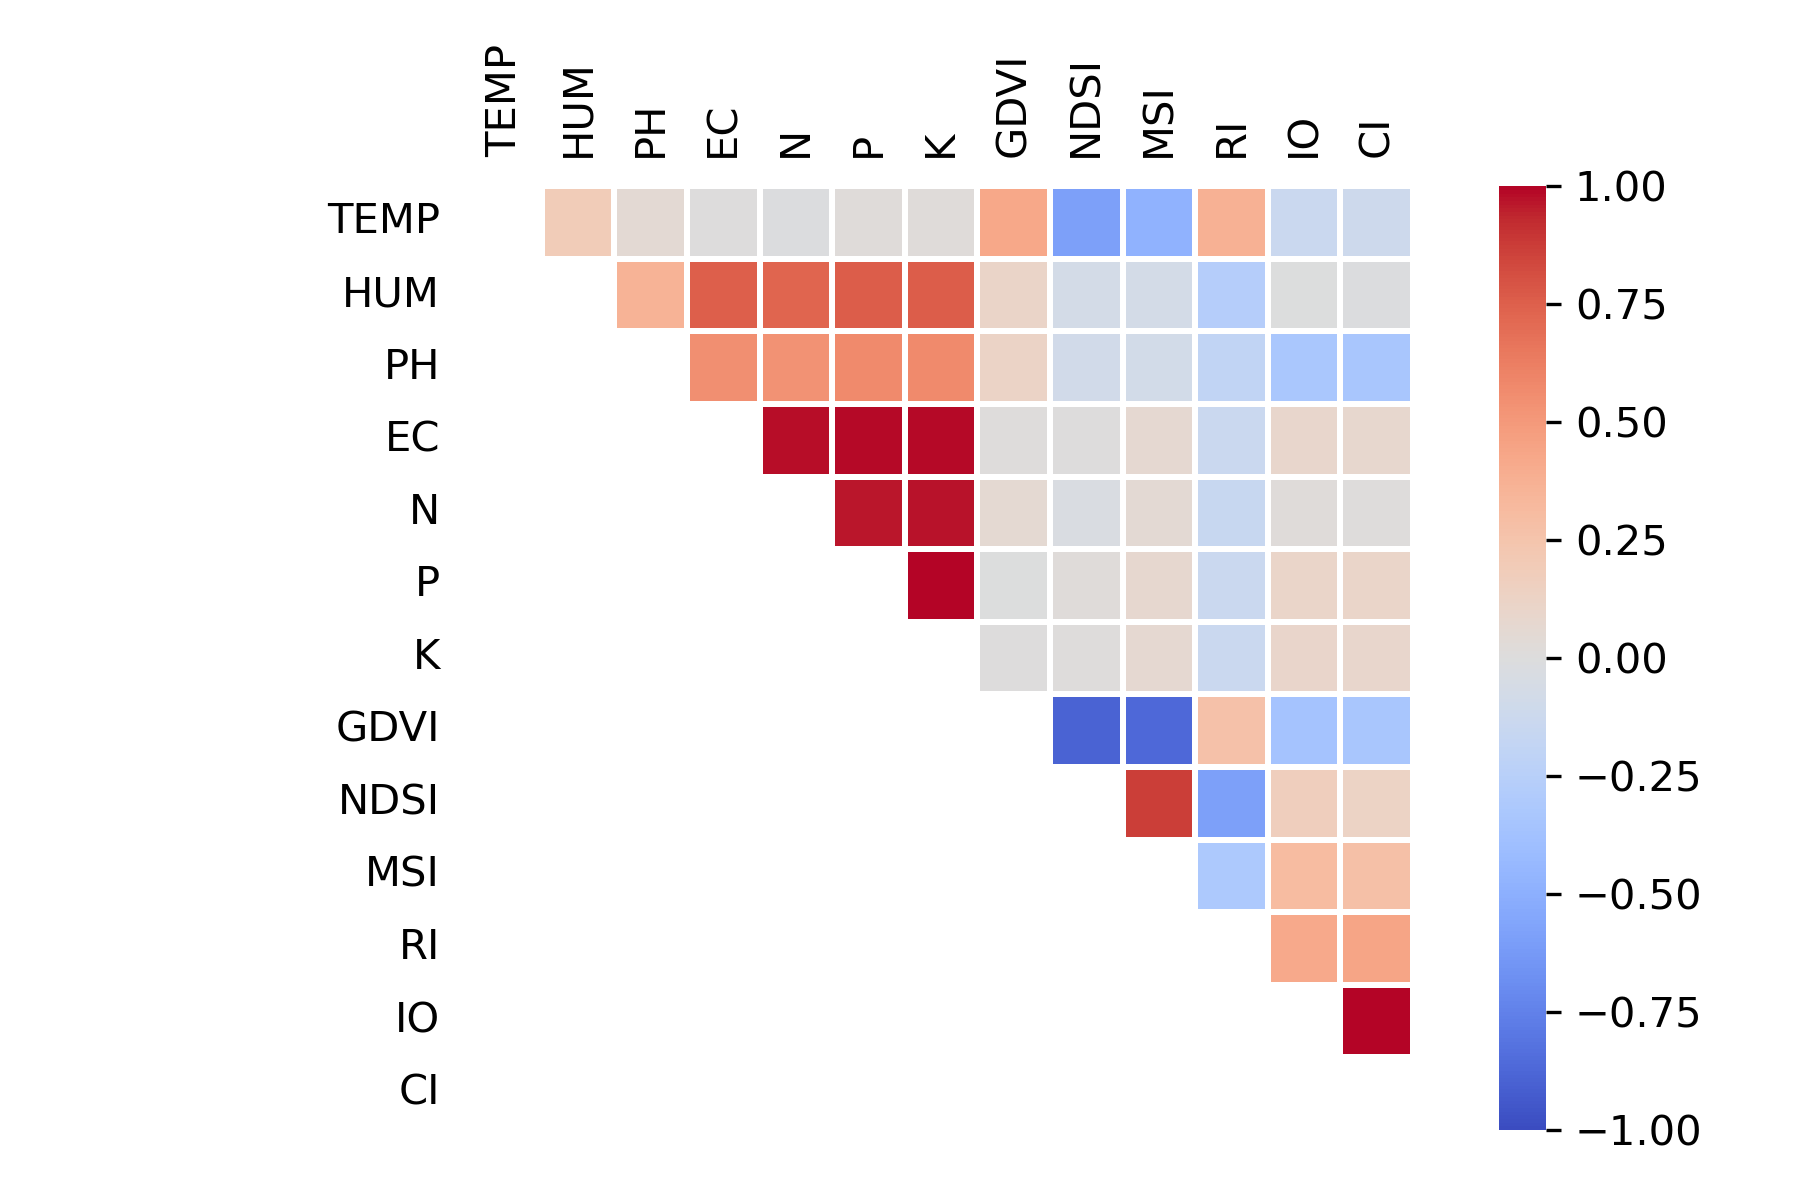 TEMP HUM PH EC N P K GDVI NDSI MSI RI IO CI
TEMP
HUM
PH
EC
N
P
K
GDVI
NDSI
MSI
RI
IO
CI
1.00
0.75
0.50
0.25
0.00
−0.25
−0.50
−0.75
−1.00